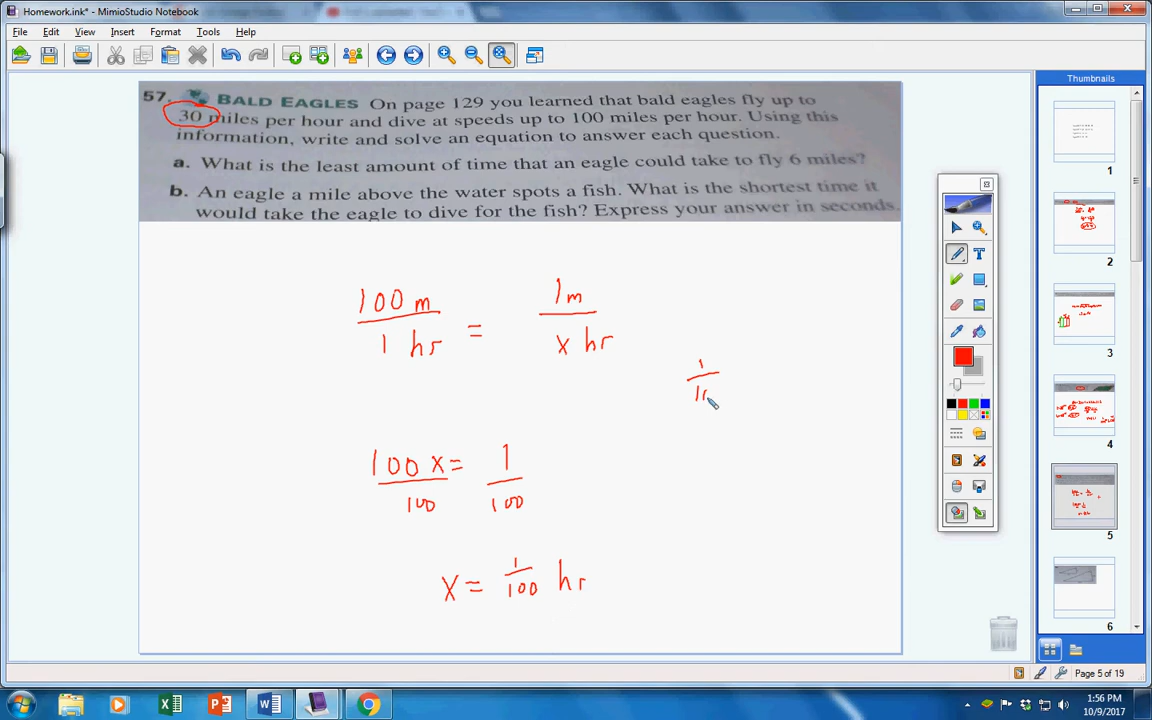 Homework.ink* - MimioStudio Notebook
File Edit View Insert Format Tools Help
57. BALD EAGLES On page 129 you learned that bald eagles fly up to
30 miles per hour and dive at speeds up to 100 miles per hour. Using this
information, write and solve an equation to answer each question.
a. What is the least amount of time that an eagle could take to fly 6 miles?
b. An eagle a mile above the water spots a fish. What is the shortest time it
would take the eagle to dive for the fish? Express your answer in seconds.
100 m 1m
= 
1 hr x hr
1
10
100 x = 1
100 100
x = 1/100 hr
Thumbnails
1
2
3
4
5
6
T
Page 5 of 19
1:56 PM
10/9/2017